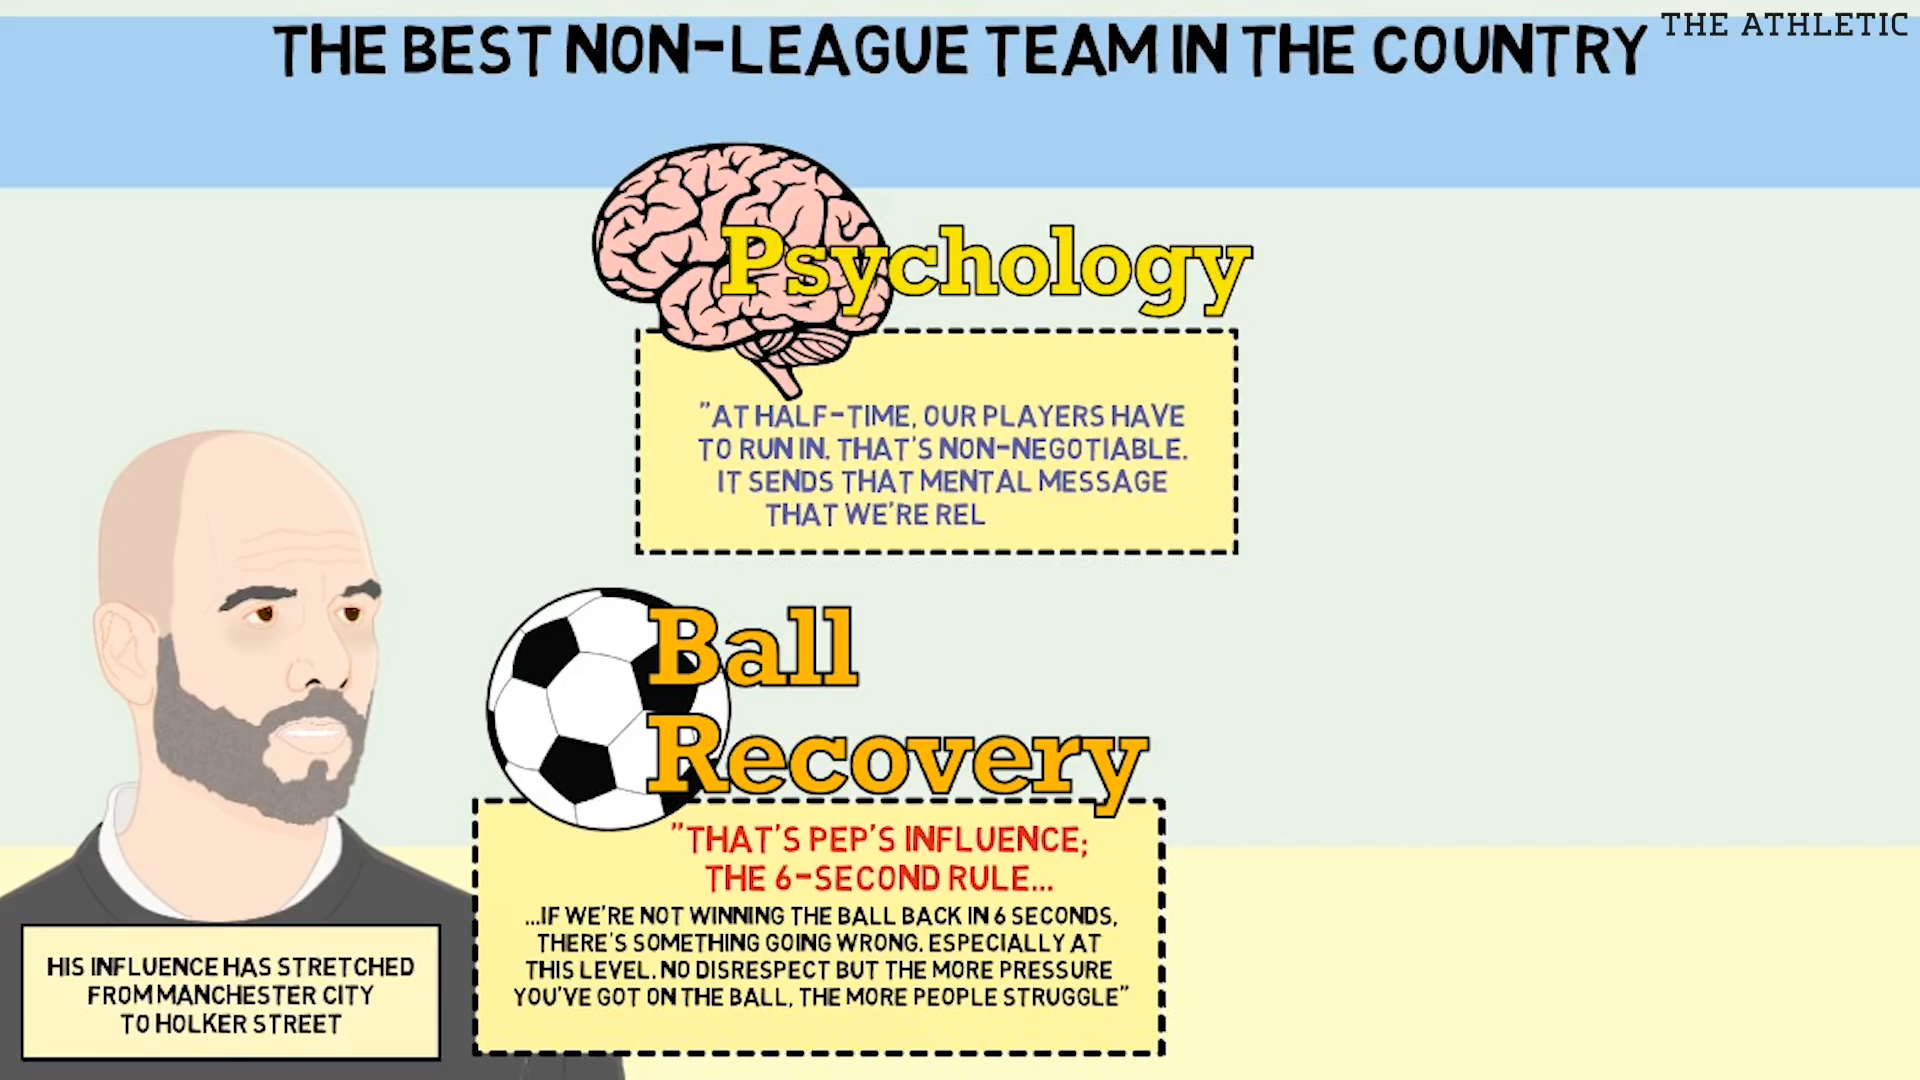 THE BEST NON-LEAGUE TEAM IN THE COUNTRY
THE ATHLETIC
Psychology
"AT HALF-TIME, OUR PLAYERS HAVE
TO RUN IN. THAT'S NON-NEGOTIABLE.
IT SENDS THAT MENTAL MESSAGE
THAT WE'RE REL
Ball
Recovery
"THAT'S PEP'S INFLUENCE;
THE 6-SECOND RULE...
...IF WE'RE NOT WINNING THE BALL BACK IN 6 SECONDS,
THERE'S SOMETHING GOING WRONG. ESPECIALLY AT
THIS LEVEL. NO DISRESPECT BUT THE MORE PRESSURE
YOU'VE GOT ON THE BALL, THE MORE PEOPLE STRUGGLE"
HIS INFLUENCE HAS STRETCHED
FROM MANCHESTER CITY
TO HOLKER STREET